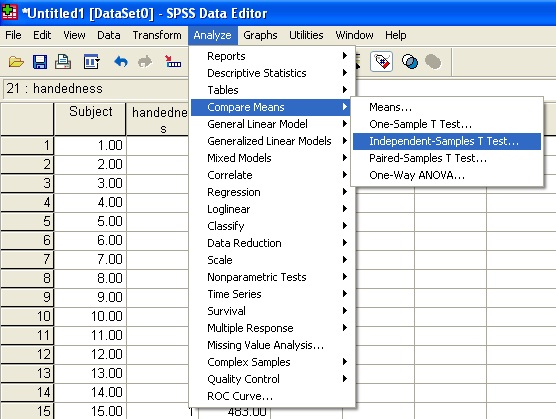 *Untitled1 [DataSet0] - SPSS Data Editor
File Edit View Data Transform Analyze Graphs Utilities Window Help
21 : handedness
Subject handednes s
Reports
Descriptive Statistics
Tables
Compare Means
General Linear Model
Generalized Linear Models
Mixed Models
Correlate
Regression
Loglinear
Classify
Data Reduction
Scale
Nonparametric Tests
Time Series
Survival
Multiple Response
Missing Value Analysis...
Complex Samples
Quality Control
ROC Curve...
Means...
One-Sample T Test...
Independent-Samples T Test...
Paired-Samples T Test...
One-Way ANOVA...
1 1.00
2 2.00
3 3.00
4 4.00
5 5.00
6 6.00
7 7.00
8 8.00
9 9.00
10 10.00
11 11.00
12 12.00
13 13.00
14 14.00
15 15.00 1 483.00